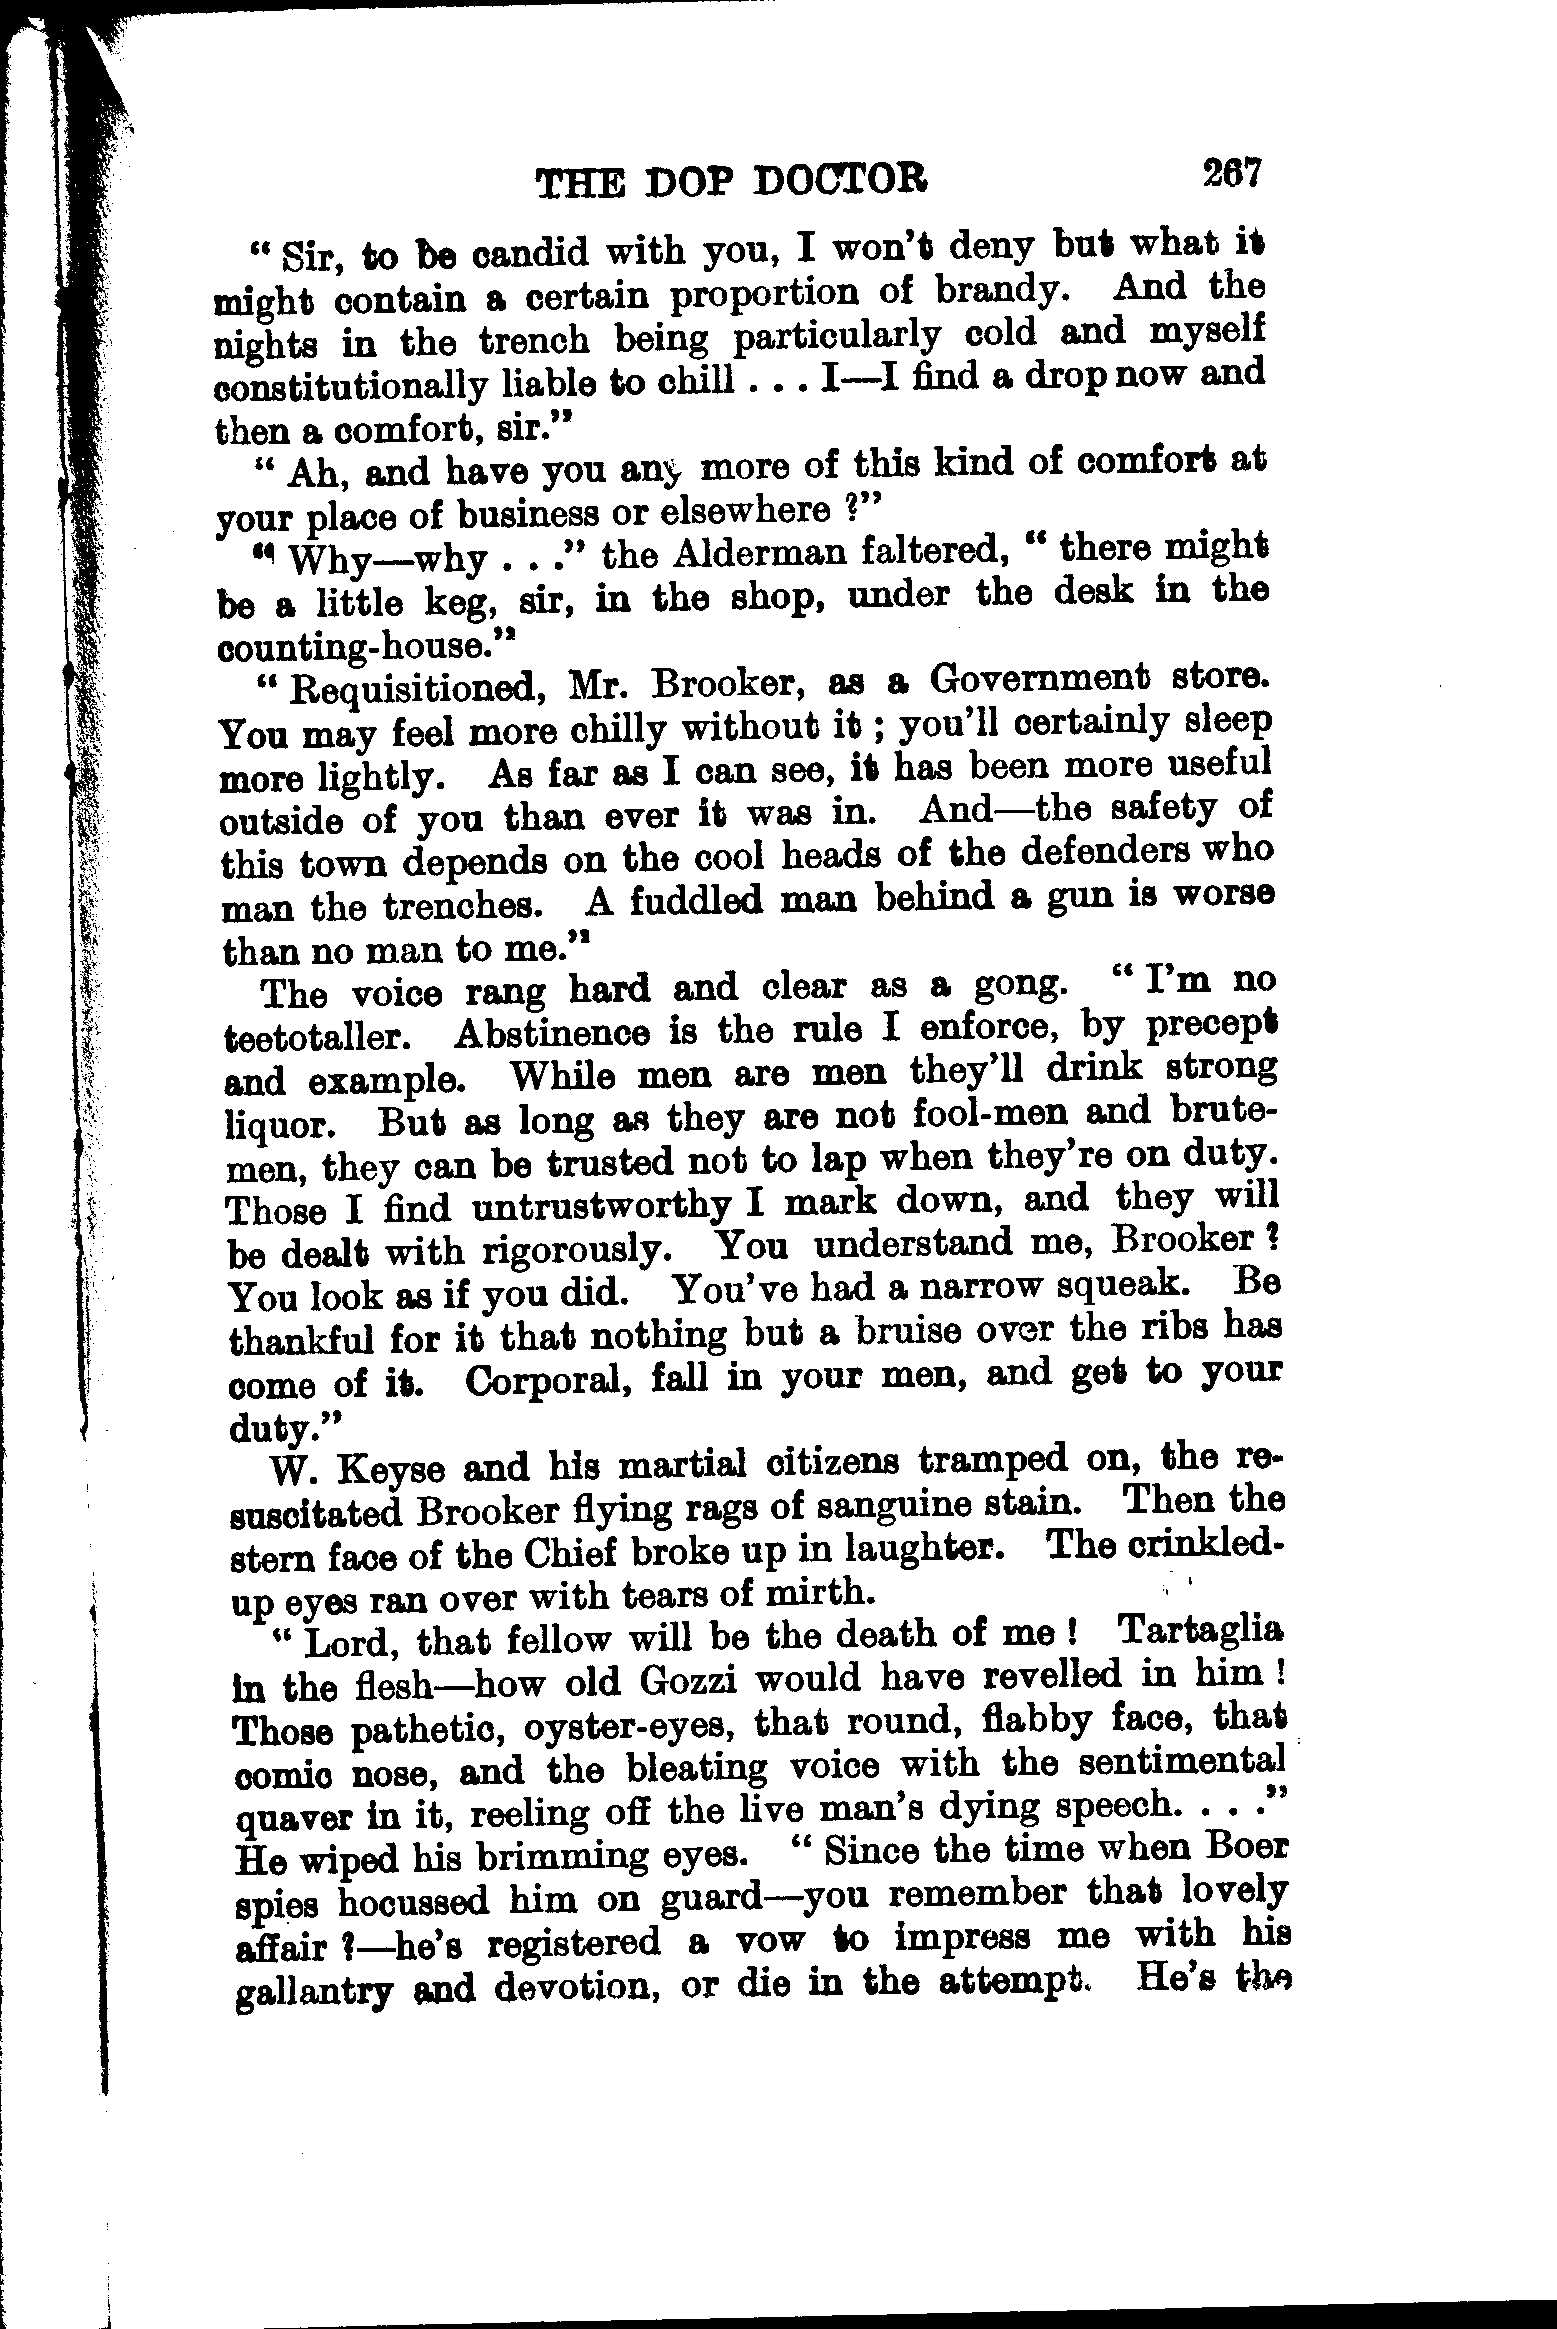 THE DOP DOCTOR 267
“ Sir, to be candid with you, I won’t deny but what it
might contain a certain proportion of brandy. And the
nights in the trench being particularly cold and myself
constitutionally liable to chill . . . I—I find a drop now and
then a comfort, sir.”
“ Ah, and have you any more of this kind of comfort at
your place of business or elsewhere ?”
“ Why—why . . .” the Alderman faltered, “ there might
be a little keg, sir, in the shop, under the desk in the
counting-house.”
“ Requisitioned, Mr. Brooker, as a Government store.
You may feel more chilly without it ; you’ll certainly sleep
more lightly. As far as I can see, it has been more useful
outside of you than ever it was in. And—the safety of
this town depends on the cool heads of the defenders who
man the trenches. A fuddled man behind a gun is worse
than no man to me.”
The voice rang hard and clear as a gong. “ I’m no
teetotaller. Abstinence is the rule I enforce, by precept
and example. While men are men they’ll drink strong
liquor. But as long as they are not fool-men and brute-
men, they can be trusted not to lap when they’re on duty.
Those I find untrustworthy I mark down, and they will
be dealt with rigorously. You understand me, Brooker ?
You look as if you did. You’ve had a narrow squeak. Be
thankful for it that nothing but a bruise over the ribs has
come of it. Corporal, fall in your men, and get to your
duty.”
W. Keyse and his martial citizens tramped on, the re-
suscitated Brooker flying rags of sanguine stain. Then the
stern face of the Chief broke up in laughter. The crinkled-
up eyes ran over with tears of mirth.
“ Lord, that fellow will be the death of me ! Tartaglia
in the flesh—how old Gozzi would have revelled in him !
Those pathetic, oyster-eyes, that round, flabby face, that
comic nose, and the bleating voice with the sentimental
quaver in it, reeling off the live man’s dying speech. . . .”
He wiped his brimming eyes. “ Since the time when Boer
spies hocussed him on guard—you remember that lovely
affair ?—he’s registered a vow to impress me with his
gallantry and devotion, or die in the attempt. He’s the